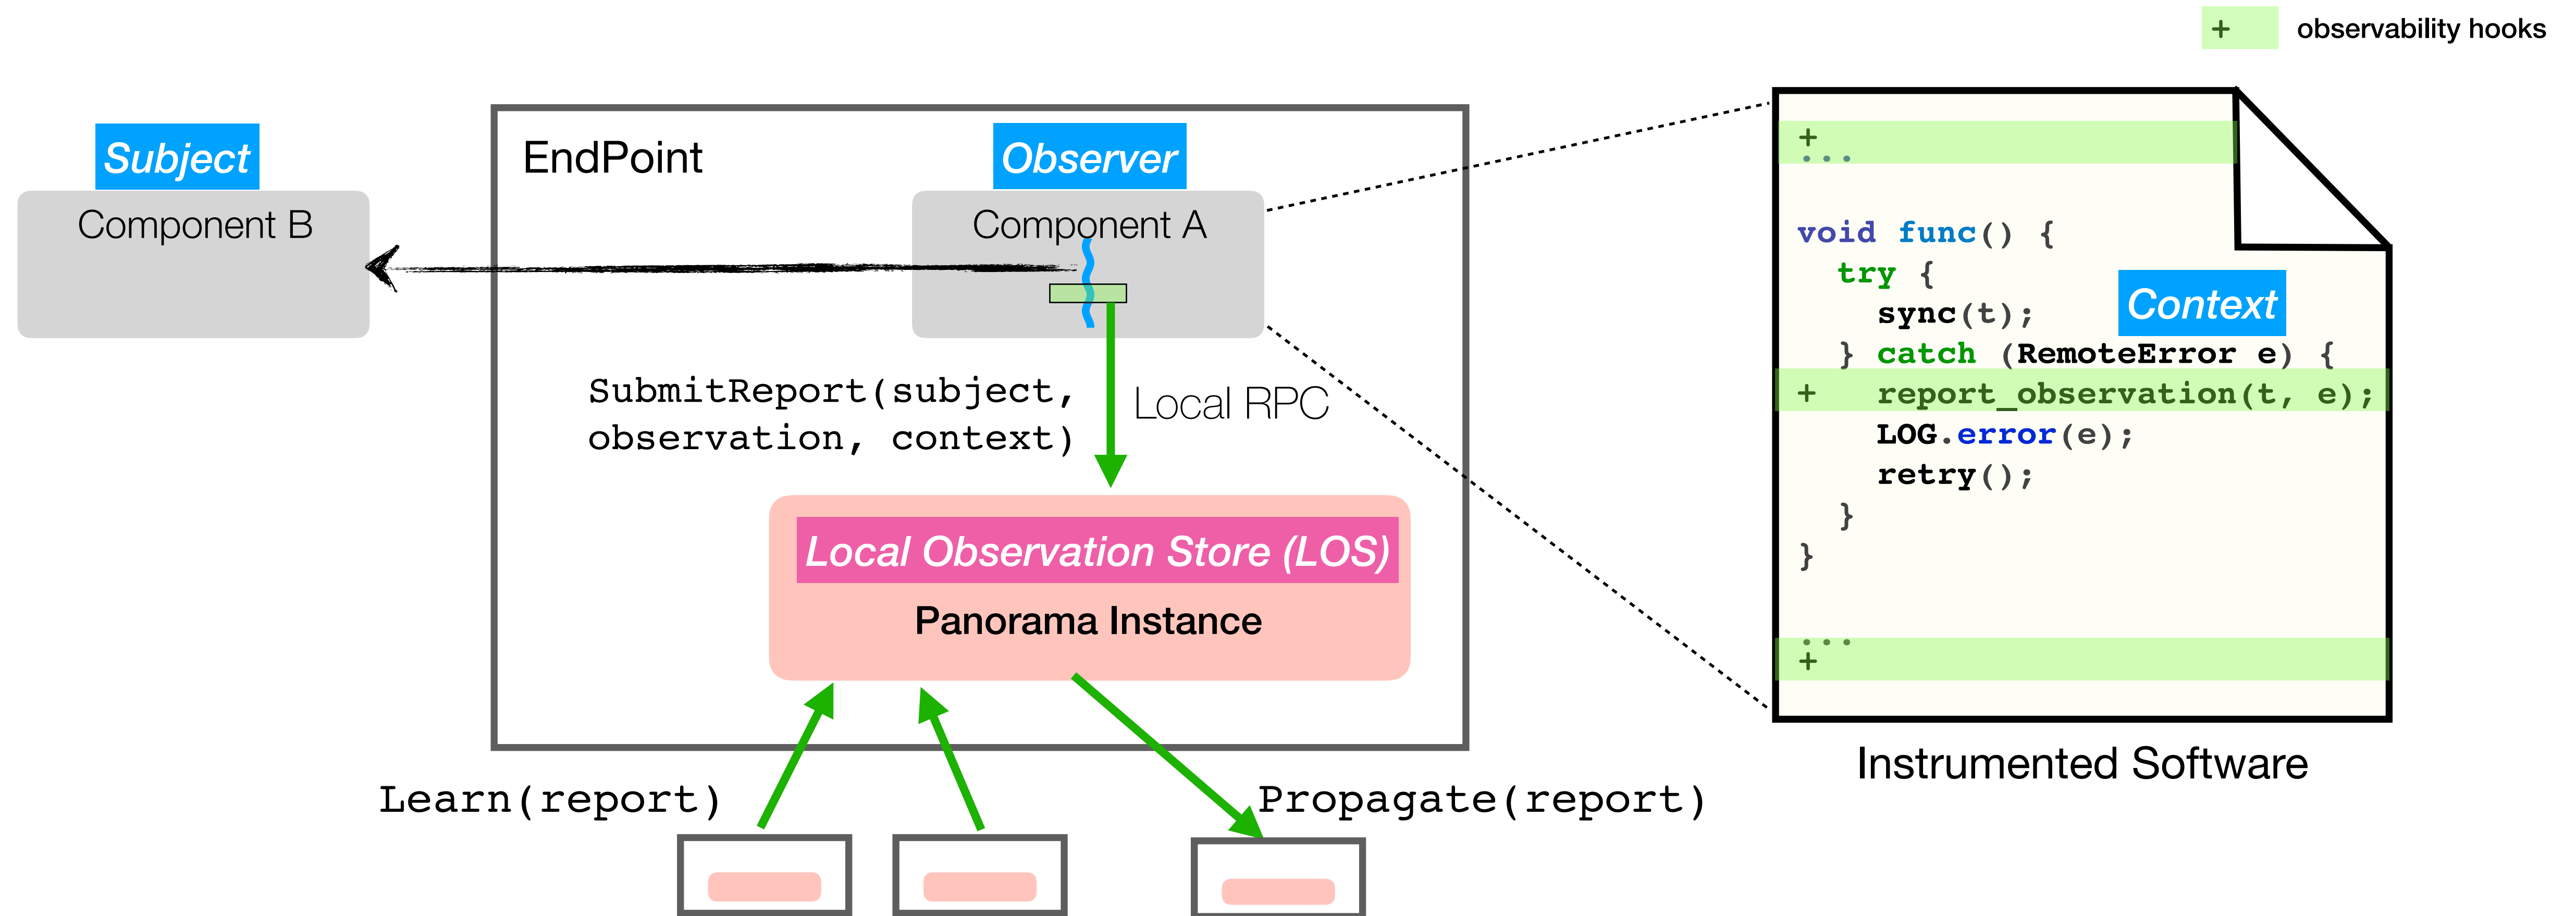 + observability hooks
Subject
Component B
EndPoint
Observer
Component A
SubmitReport(subject,
observation, context)
Local RPC
Local Observation Store (LOS)
Panorama Instance
Learn(report)
Propagate(report)
+
...
void func() {
try {
sync(t);
Context
} catch (RemoteError e) {
+ report_observation(t, e);
LOG.error(e);
retry();
}
}
...
+
Instrumented Software